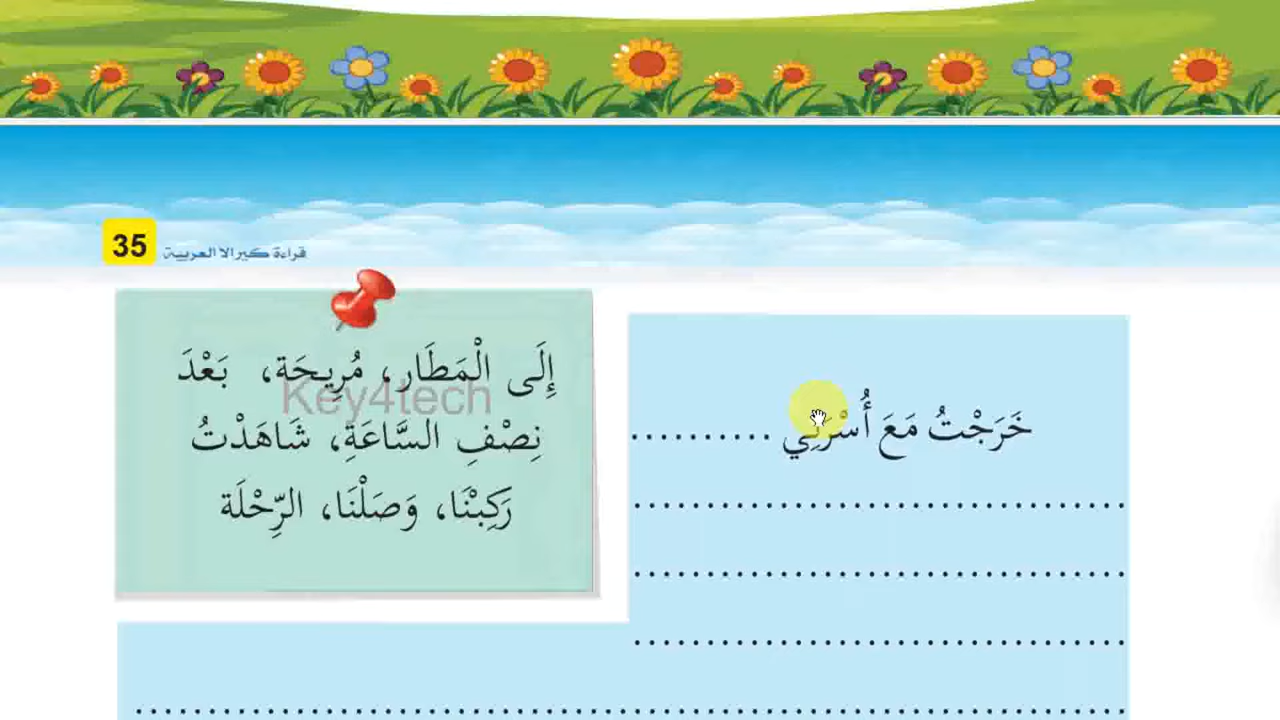 35 قراءة كيرالا العربية
إِلَى الْمَطَار، مُرِيحَة، بَعْدَ
نِصْفِ السَّاعَةِ، شَاهَدْتُ
رَكِبْنَا، وَصَلْنَا، الرِّحْلَة
Key4tech
خَرَجْتُ مَعَ أُسْرَتِي ..........